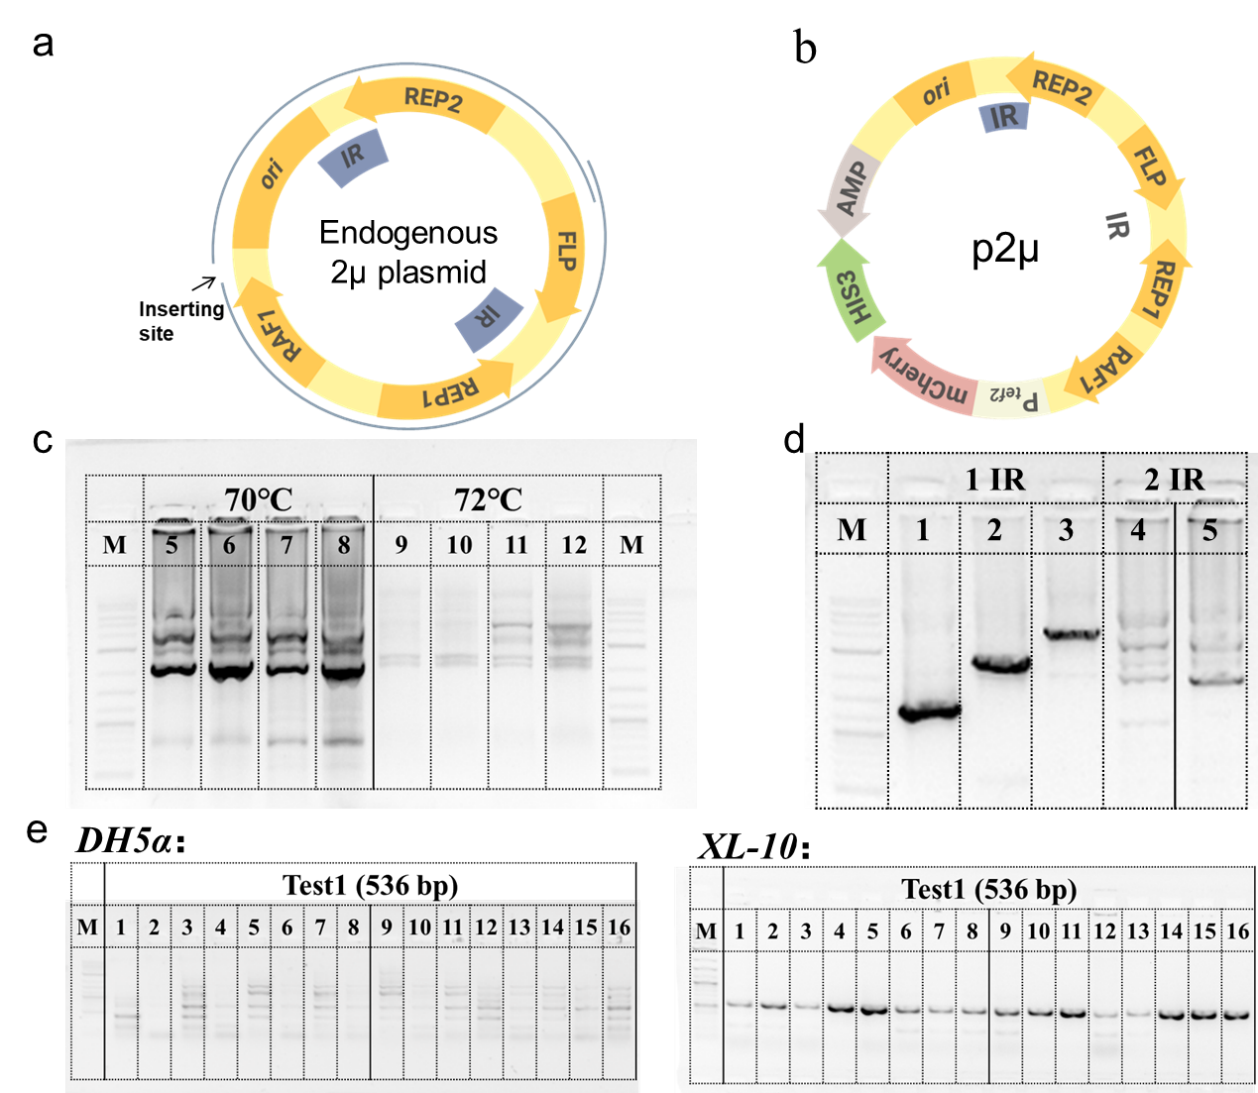 a
REP2
IR
ori
Endogenous
2μ plasmid
FLP
IR
Inserting
site
RAF1
REP1
b
ori
REP2
IR
FLP
AMP
IR
p2μ
HIS3
REP1
RAF1
mCherry
P tef2
c
70°C
72°C
M 5 6 7 8 9 10 11 12 M
d
1 IR
2 IR
M 1 2 3 4 5
e
DH5α:
Test1 (536 bp)
M 1 2 3 4 5 6 7 8 9 10 11 12 13 14 15 16
XL-10:
Test1 (536 bp)
M 1 2 3 4 5 6 7 8 9 10 11 12 13 14 15 16